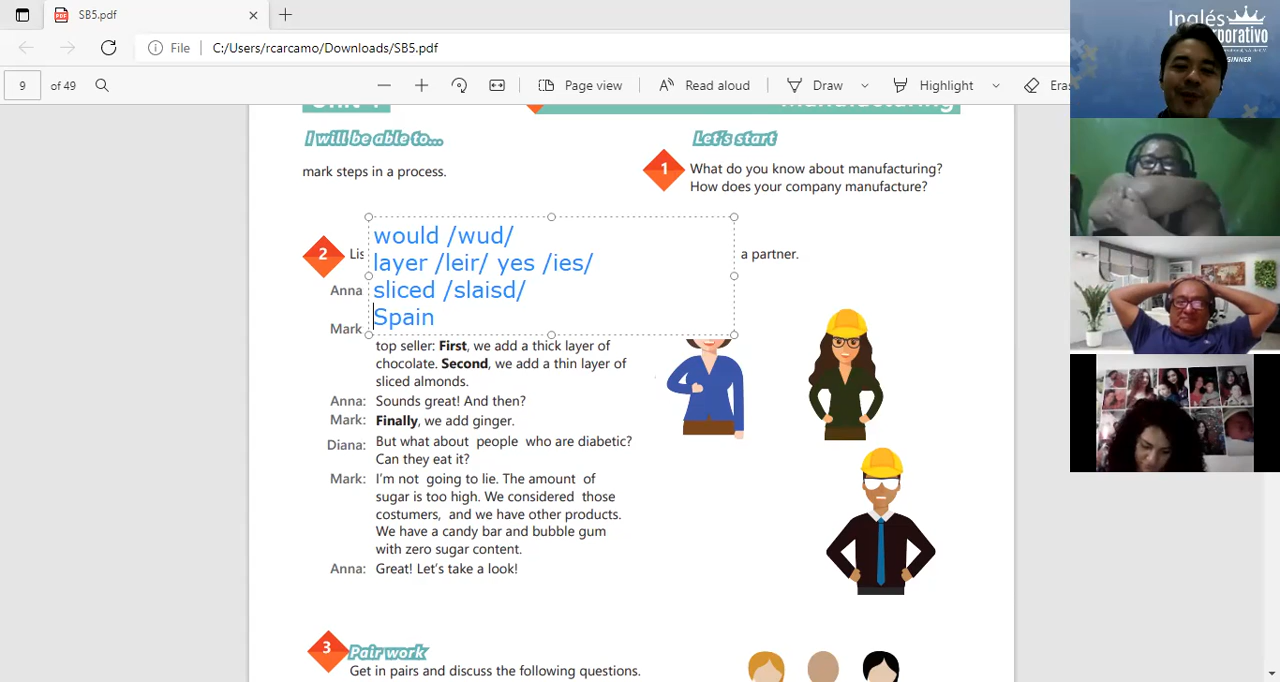 SB5.pdf
File C:/Users/rcarcamo/Downloads/SB5.pdf
9 of 49 Page view Read aloud Draw Highlight Eras
Inglés
orporativo
manufacturing
I will be able to...
Let's start
mark steps in a process.
1 What do you know about manufacturing?
How does your company manufacture?
2 Lis a partner.
would /wud/
layer /leir/ yes /ies/
sliced /slaisd/
Spain
Anna
Mark
top seller: First, we add a thick layer of
chocolate. Second, we add a thin layer of
sliced almonds.
Anna: Sounds great! And then?
Mark: Finally, we add ginger.
Diana: But what about people who are diabetic?
Can they eat it?
Mark: I'm not going to lie. The amount of
sugar is too high. We considered those
costumers, and we have other products.
We have a candy bar and bubble gum
with zero sugar content.
Anna: Great! Let's take a look!
3 Pair work
Get in pairs and discuss the following questions.